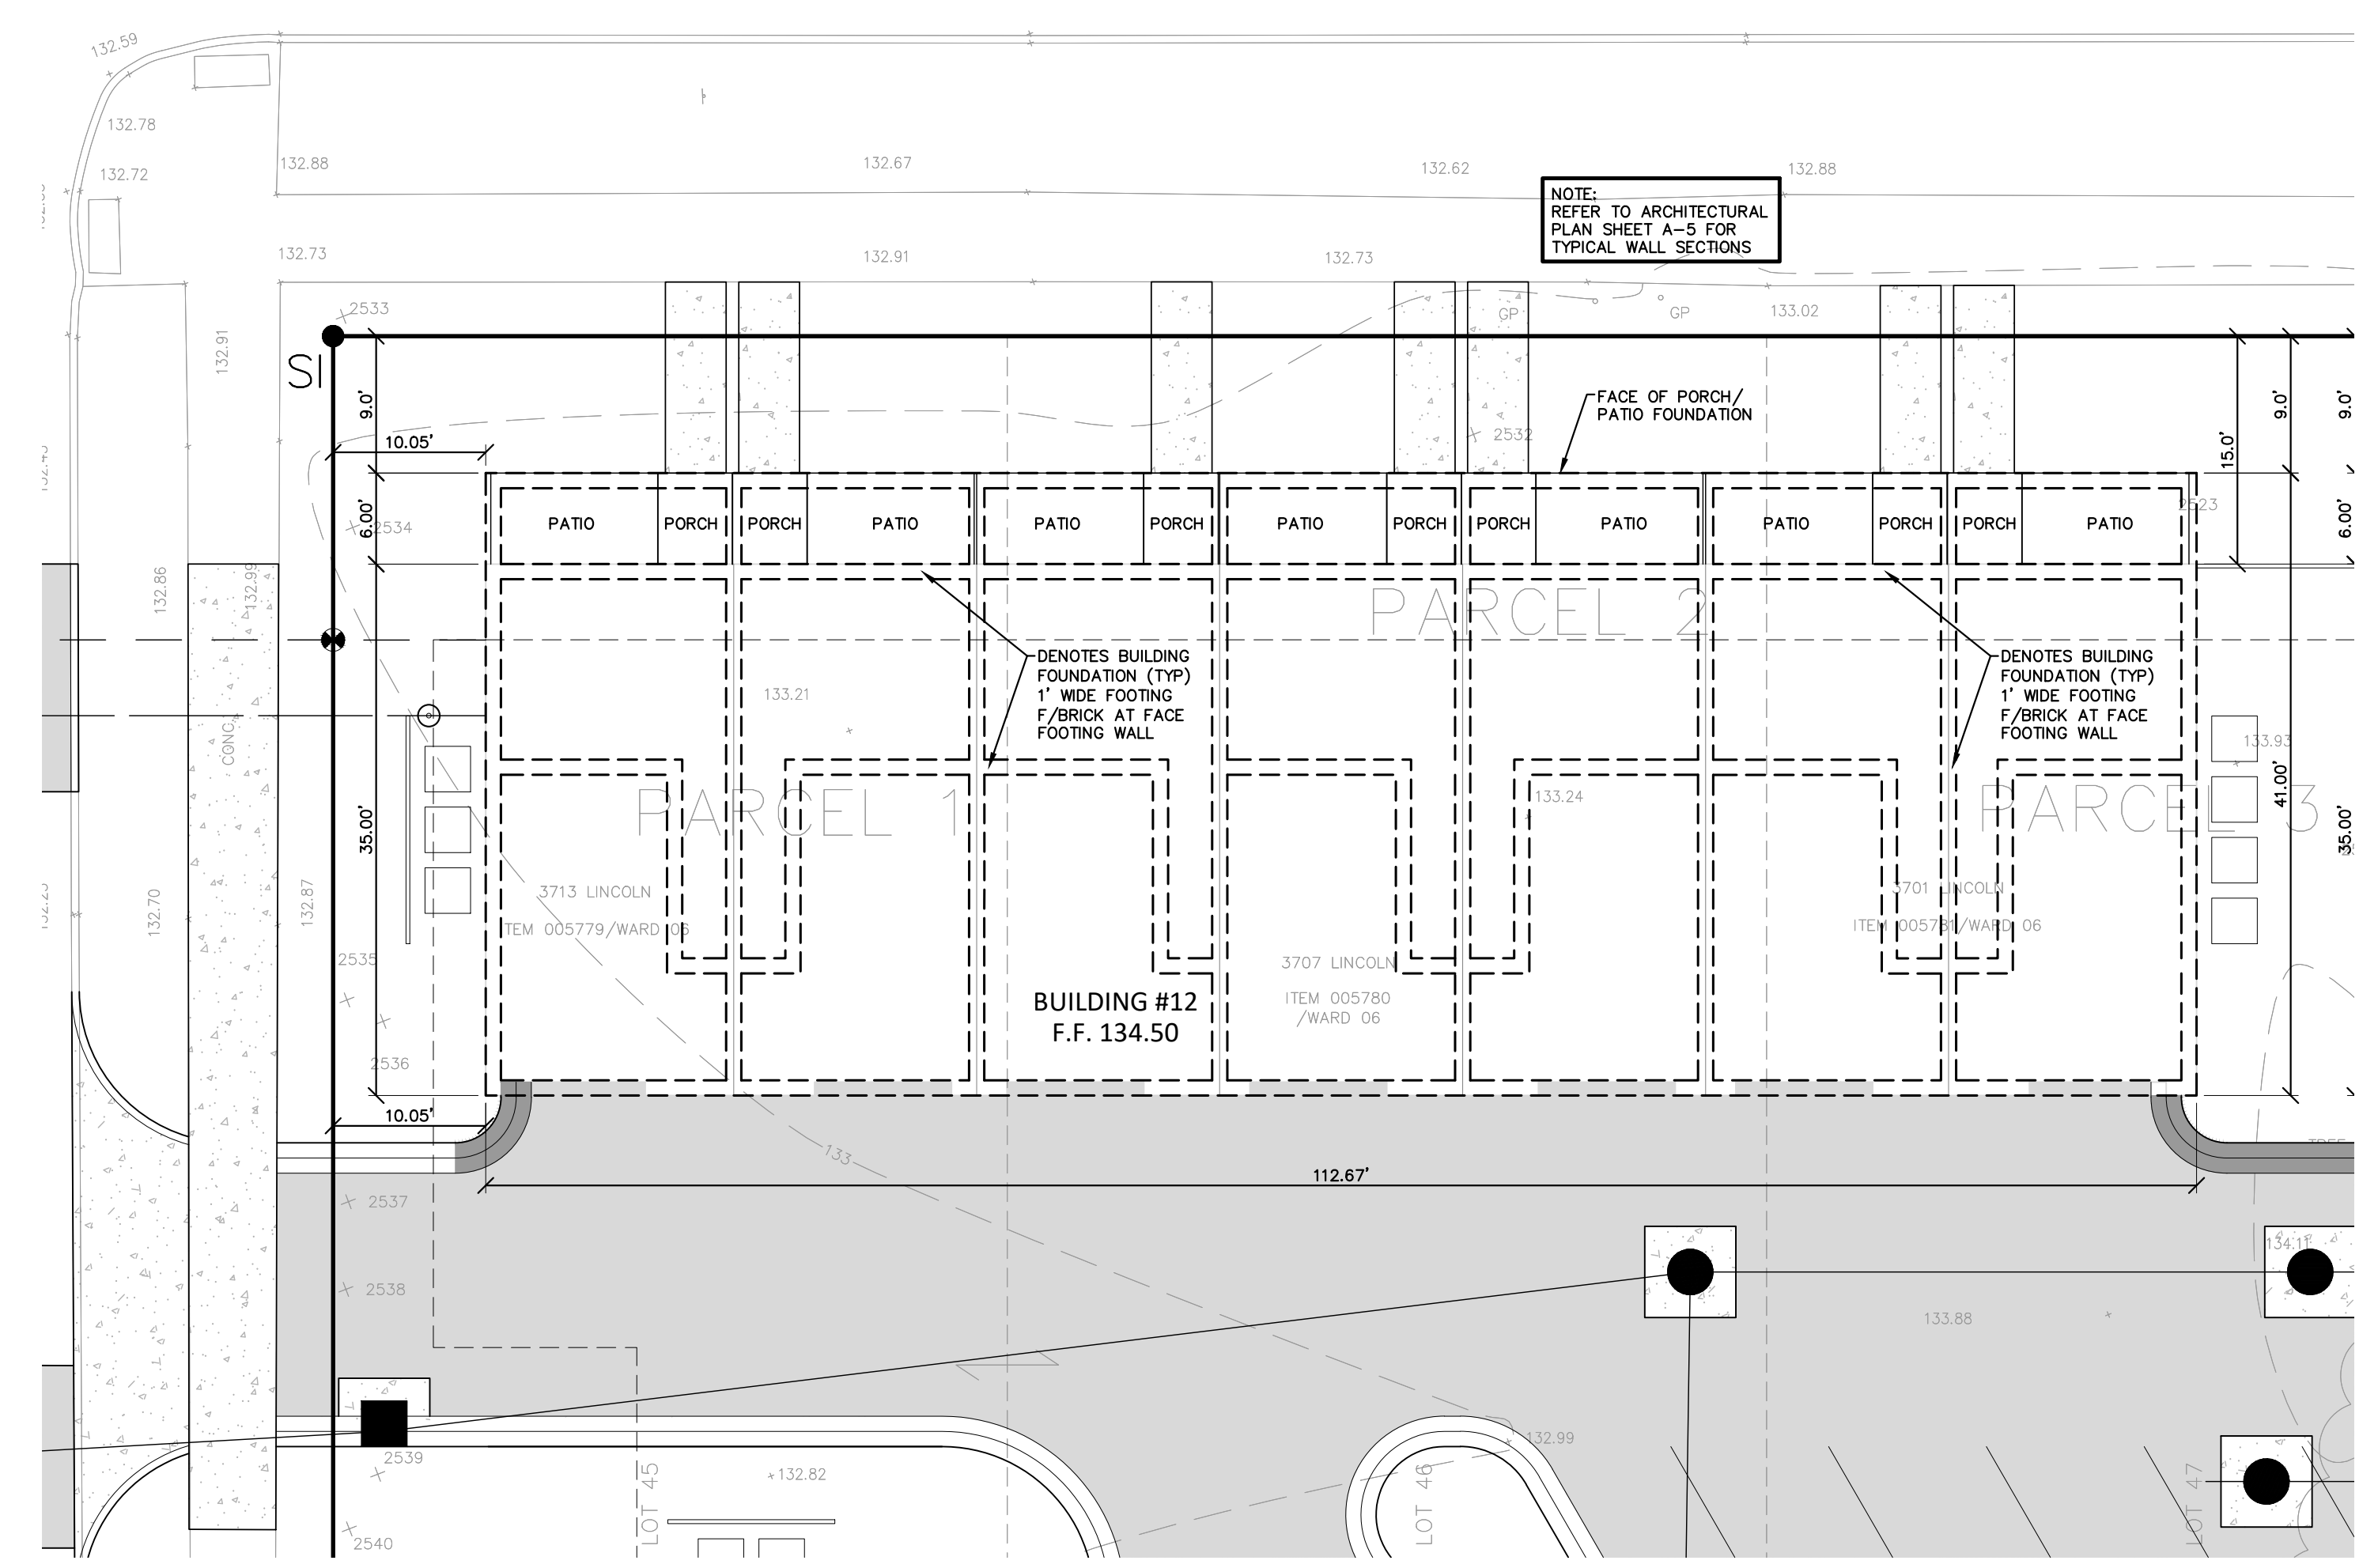 132.59
132.78
132.72
132.88
132.67
132.62
132.88
NOTE:
REFER TO ARCHITECTURAL
PLAN SHEET A-5 FOR
TYPICAL WALL SECTIONS
132.73
132.91
132.73
2533
GP
GP
133.02
132.91
SI
9.0'
10.05'
FACE OF PORCH/
PATIO FOUNDATION
2532
15.0'
9.0'
9.0'
6.00'
2534
PATIO
PORCH
PORCH
PATIO
PATIO
PORCH
PATIO
PORCH
PORCH
PATIO
PATIO
PORCH
PORCH
PATIO
2523
6.00'
132.86
132.99
PARCEL 2
DENOTES BUILDING
FOUNDATION (TYP)
1' WIDE FOOTING
F/BRICK AT FACE
FOOTING WALL
DENOTES BUILDING
FOUNDATION (TYP)
1' WIDE FOOTING
F/BRICK AT FACE
FOOTING WALL
133.21
CONC.
133.93
35.00'
PARCEL 1
133.24
PARCEL 3
41.00'
35.00'
132.70
132.87
3713 LINCOLN
TEM 005779/WARD 06
3701 LINCOLN
ITEM 005781/WARD 06
2535
3707 LINCOLN
ITEM 005780
/WARD 06
BUILDING #12
F.F. 134.50
2536
10.05'
133
112.67'
2537
2538
134.11
133.88
2539
132.82
132.99
LOT 45
LOT 46
LOT 47
2540